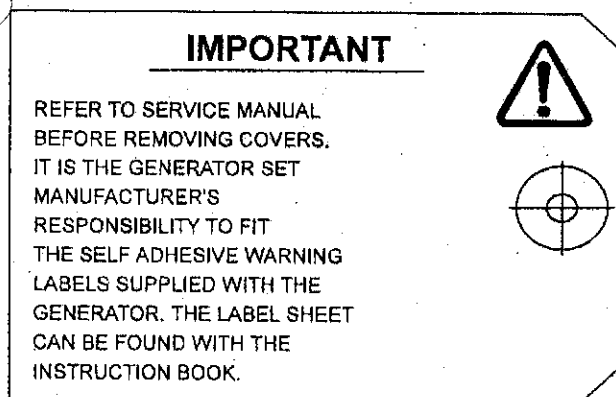 IMPORTANT
REFER TO SERVICE MANUAL
BEFORE REMOVING COVERS.
IT IS THE GENERATOR SET
MANUFACTURER'S
RESPONSIBILITY TO FIT
THE SELF ADHESIVE WARNING
LABELS SUPPLIED WITH THE
GENERATOR. THE LABEL SHEET
CAN BE FOUND WITH THE
INSTRUCTION BOOK.